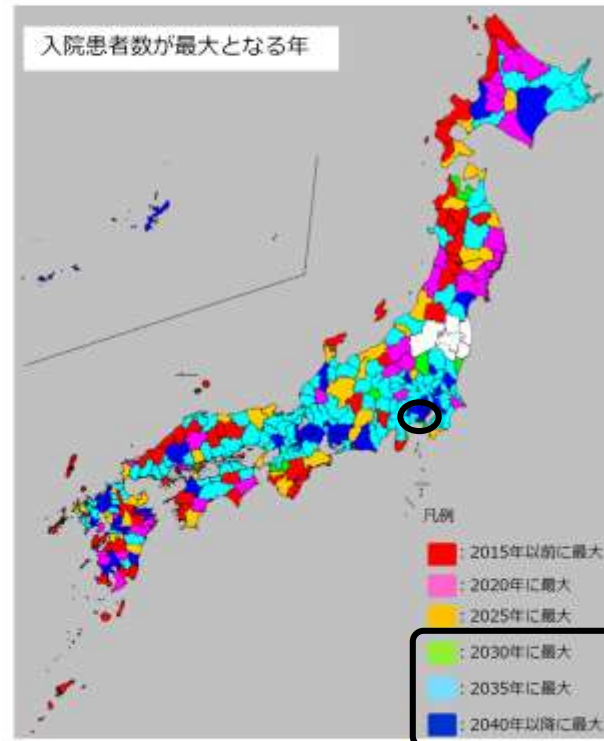 入院患者数が最大となる年
凡例
: 2015年以前に最大
: 2020年に最大
: 2025年に最大
: 2030年に最大
: 2035年に最大
: 2040年以降に最大